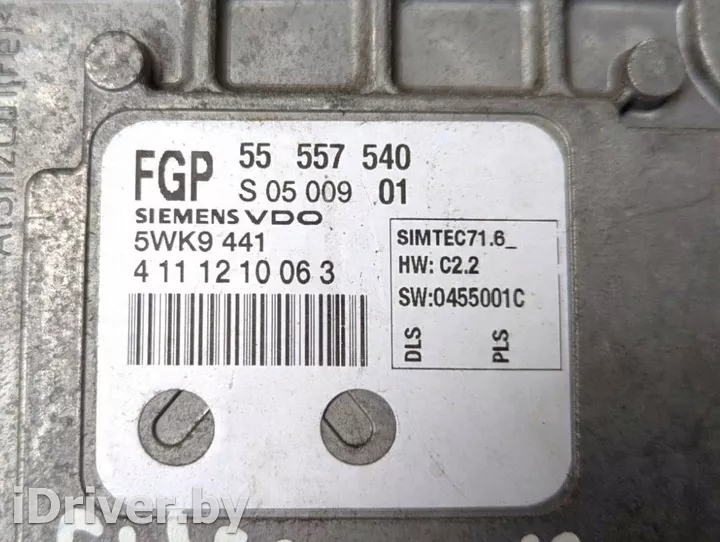 FGP 55 557 540
S 05 009 01
SIEMENS VDO
5WK9 441
4 11 12 10 06 3
SIMTEC71.6_
HW: C2.2
SW:0455001C
DLS
PLS
iDriver.by